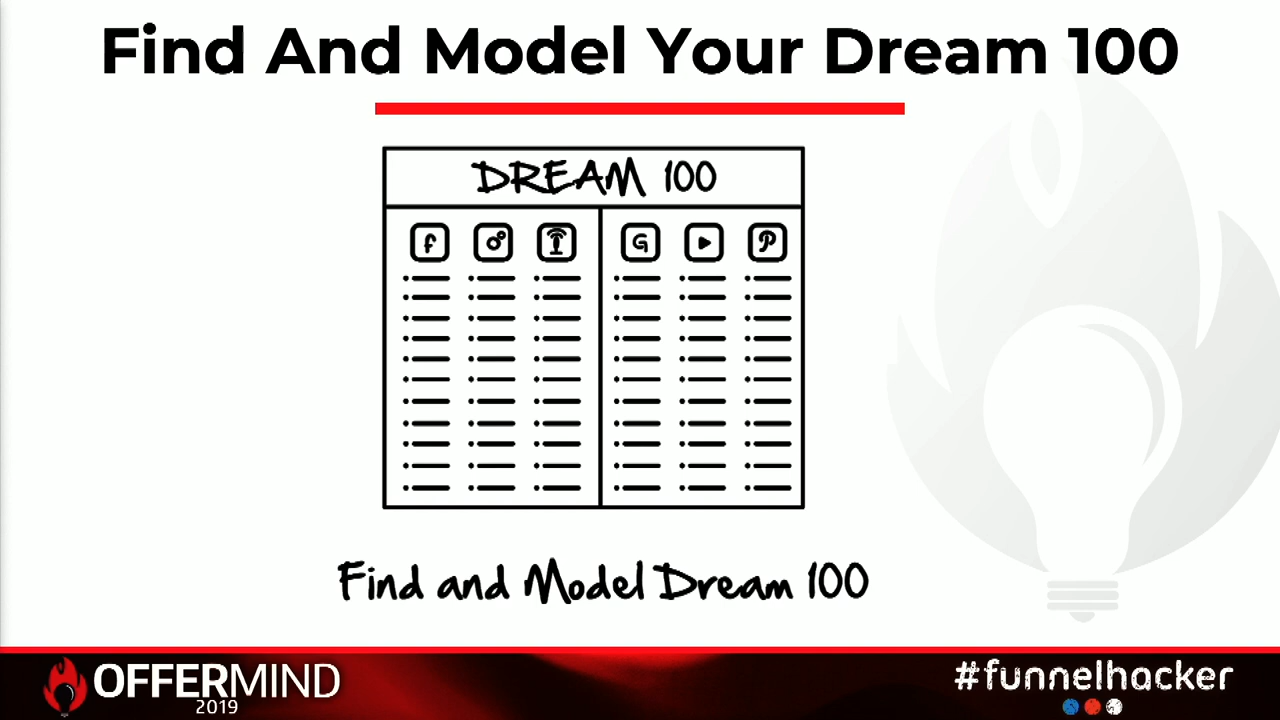 Find And Model Your Dream 100
DREAM 100
Find and Model Dream 100
OFFERMIND
2019
#funnelhacker